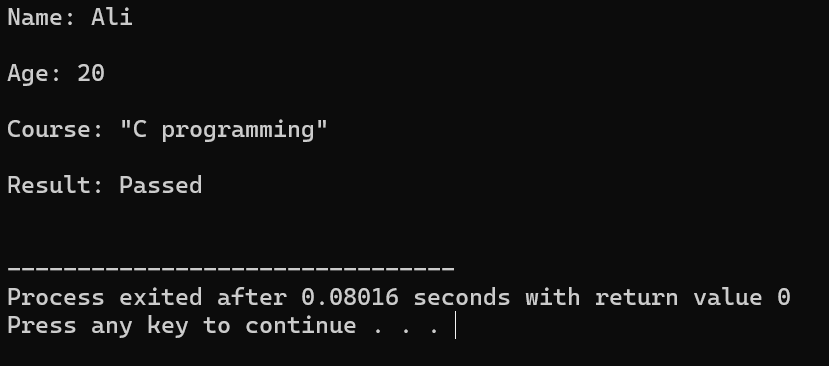 Name: Ali
Age: 20
Course: "C programming"
Result: Passed
--------------------------------
Process exited after 0.08016 seconds with return value 0
Press any key to continue . . .